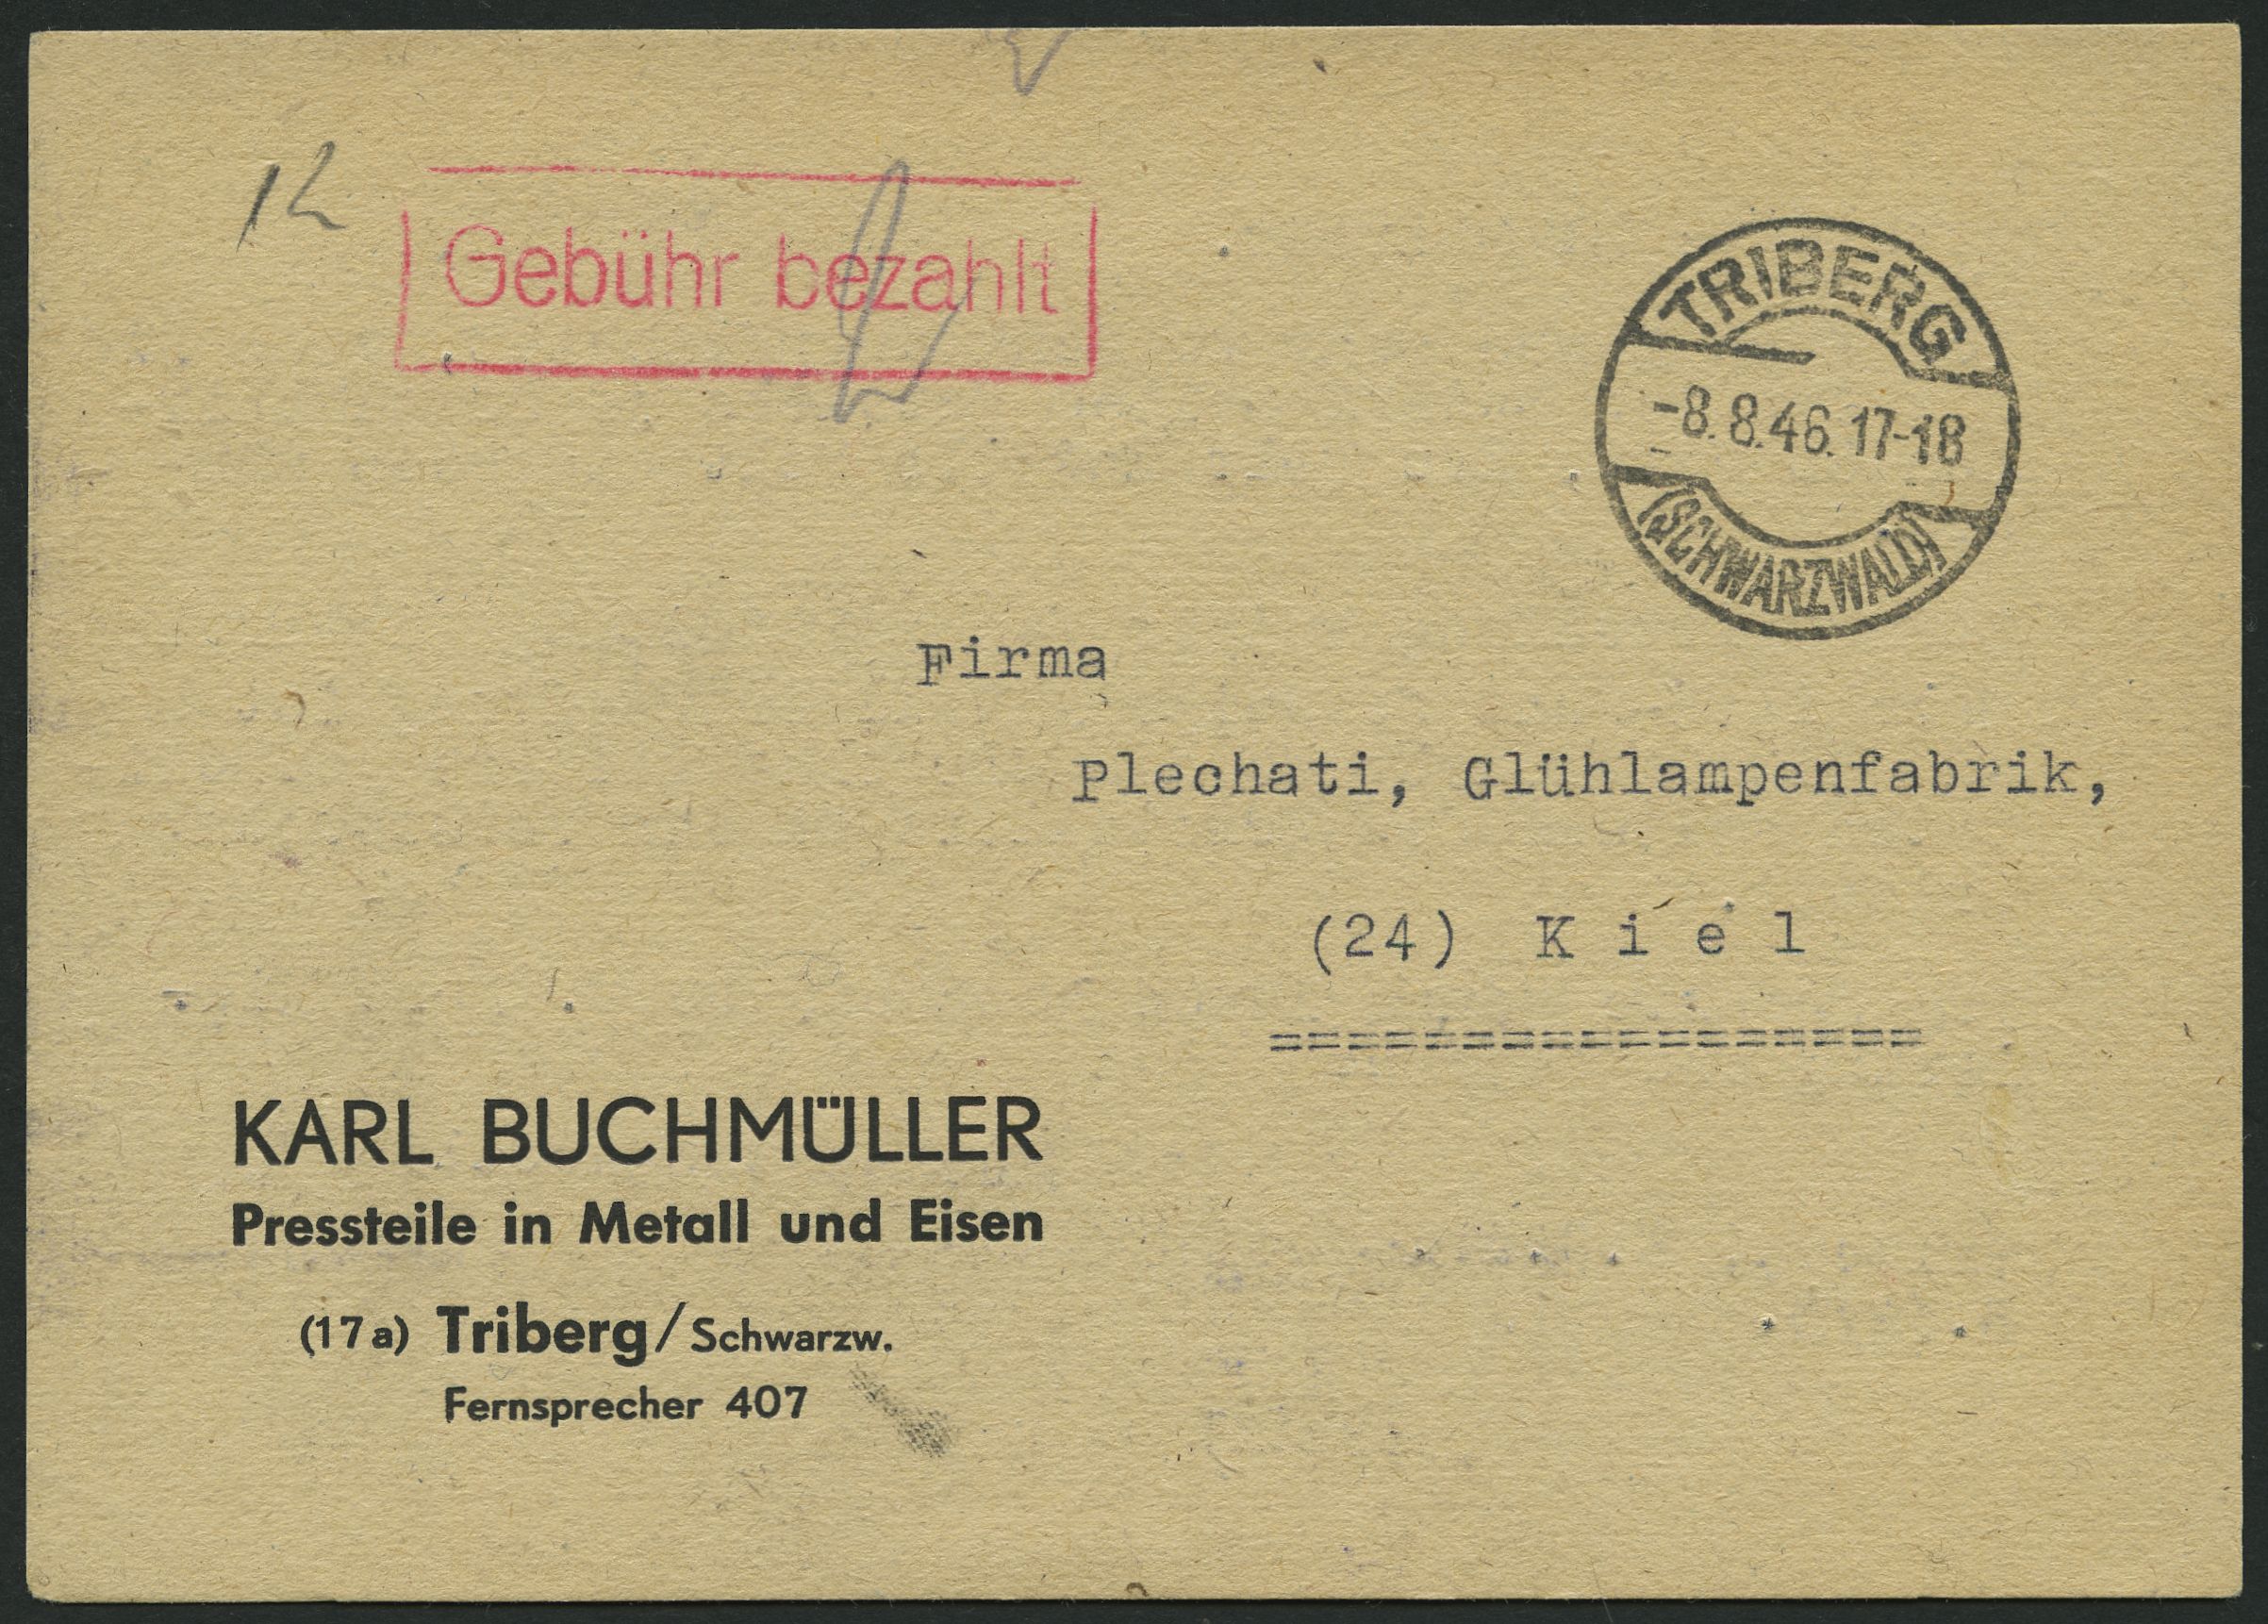 12
Gebühr bezahlt
TRIBERG
-8.8.46.17-18
(SCHWARZWALD)
Firma
Plechati, Glühlampenfabrik,
(24) K i e l
=================
KARL BUCHMÜLLER
Pressteile in Metall und Eisen
(17a) Triberg/Schwarzw.
Fernsprecher 407